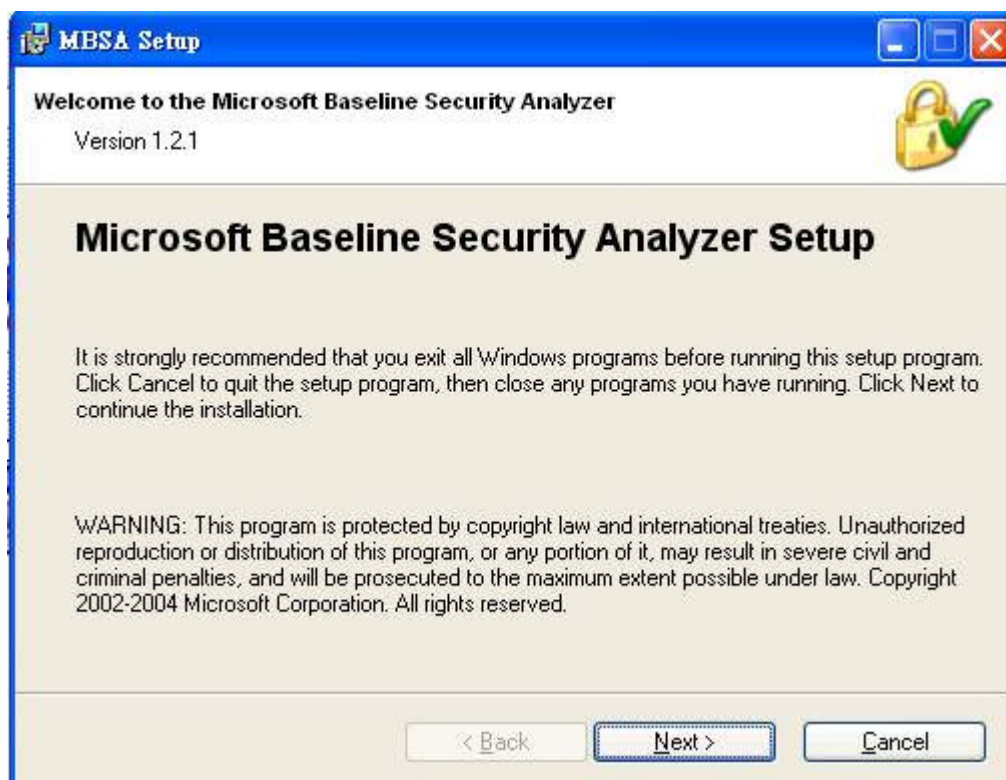 MBSA Setup
Welcome to the Microsoft Baseline Security Analyzer
Version 1.2.1
Microsoft Baseline Security Analyzer Setup
It is strongly recommended that you exit all Windows programs before running this setup program.
Click Cancel to quit the setup program, then close any programs you have running. Click Next to
continue the installation.
WARNING: This program is protected by copyright law and international treaties. Unauthorized
reproduction or distribution of this program, or any portion of it, may result in severe civil and
criminal penalties, and will be prosecuted to the maximum extent possible under law. Copyright
2002-2004 Microsoft Corporation. All rights reserved.
< Back
Next >
Cancel